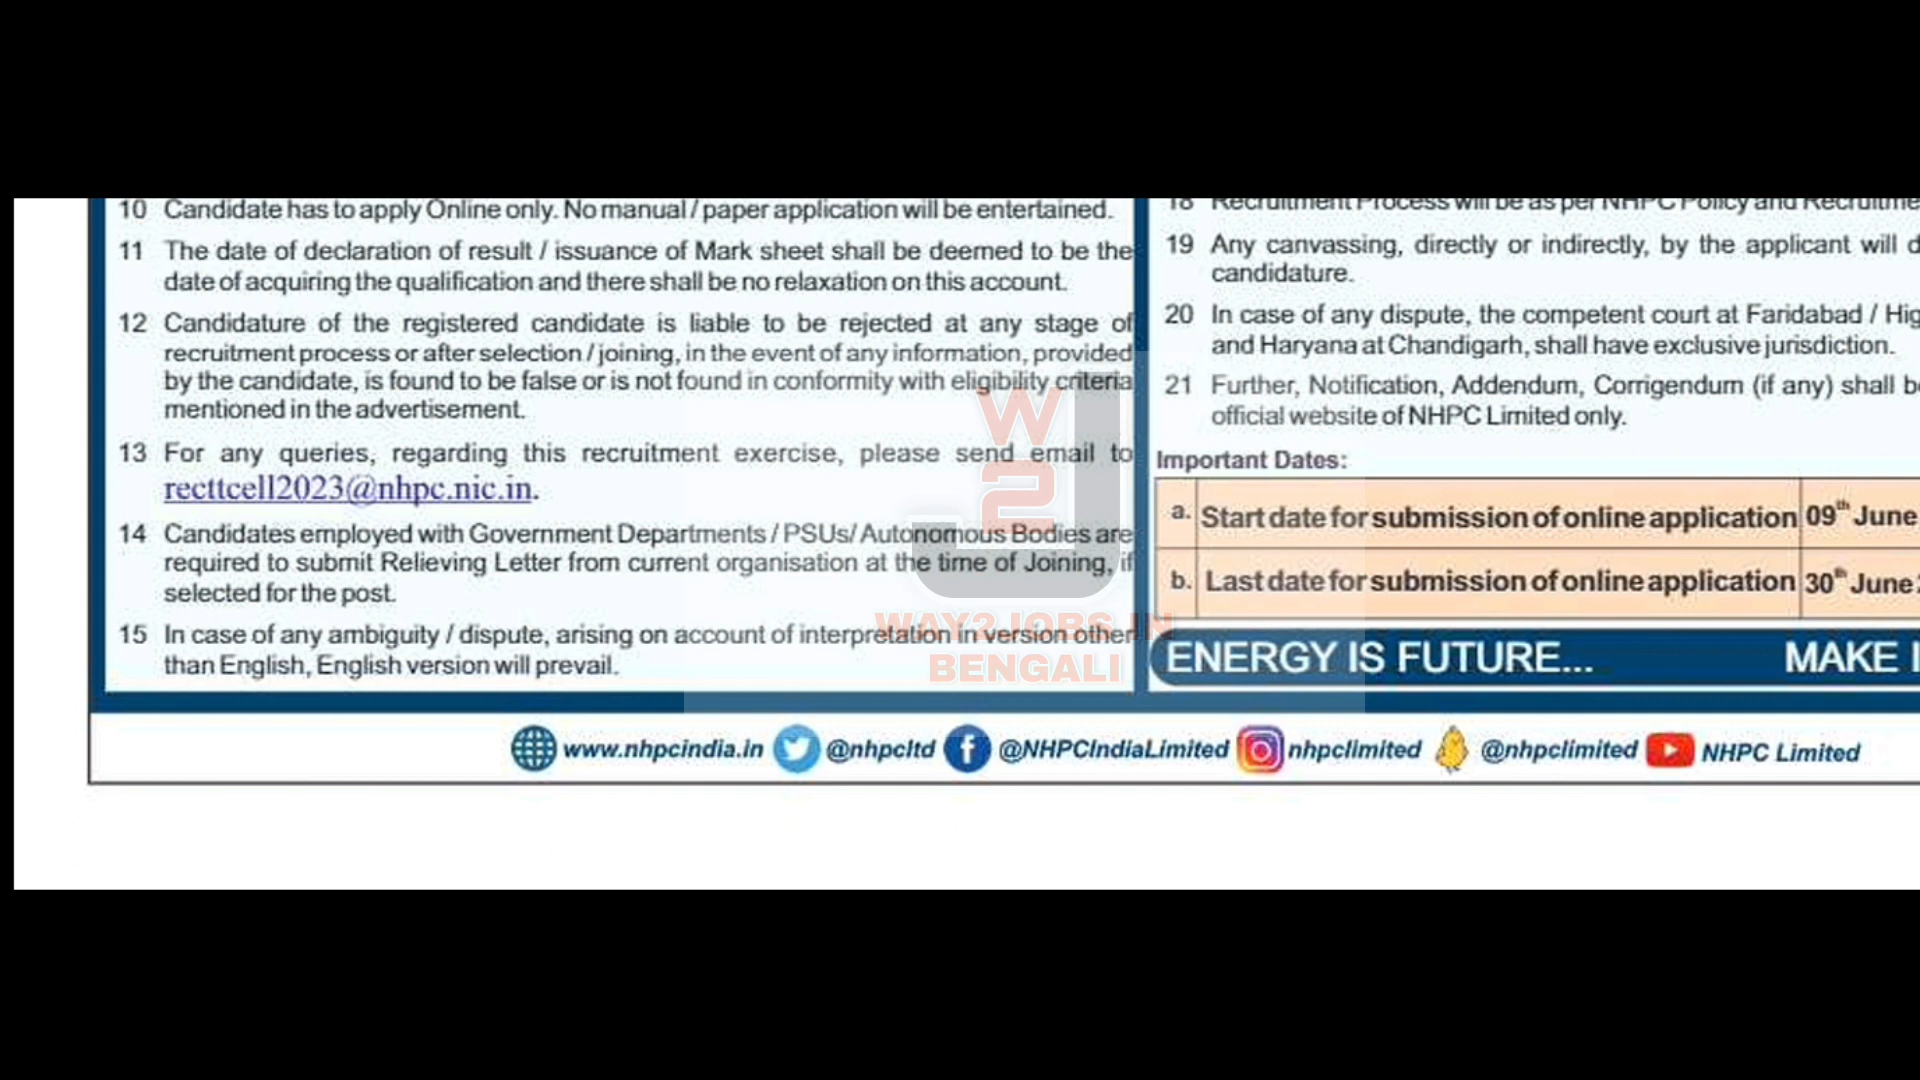 10 Candidate has to apply Online only. No manual / paper application will be entertained.
11 The date of declaration of result / issuance of Mark sheet shall be deemed to be the
date of acquiring the qualification and there shall be no relaxation on this account.
12 Candidature of the registered candidate is liable to be rejected at any stage of
recruitment process or after selection / joining, in the event of any information, provided
by the candidate, is found to be false or is not found in conformity with eligibility criteria
mentioned in the advertisement.
13 For any queries, regarding this recruitment exercise, please send email to
recttcell2023@nhpc.nic.in.
14 Candidates employed with Government Departments / PSUs/ Autonomous Bodies are
required to submit Relieving Letter from current organisation at the time of Joining, if
selected for the post.
15 In case of any ambiguity / dispute, arising on account of interpretation in version other
than English, English version will prevail.
18 Recruitment Process will be as per NHPC Policy and
19 Any canvassing, directly or indirectly, by the applicant will
candidature.
20 In case of any dispute, the competent court at Faridabad /
and Haryana at Chandigarh, shall have exclusive jurisdiction.
21 Further, Notification, Addendum, Corrigendum (if any) shall
official website of NHPC Limited only.
Important Dates:
a. Start date for submission of online application 09th June
b. Last date for submission of online application 30th June
ENERGY IS FUTURE... MAKE
W
2
J
WAY2JOBS.IN
BENGALI
www.nhpcindia.in @nhpcltd @NHPCIndiaLimited nhpclimited @nhpclimited NHPC Limited